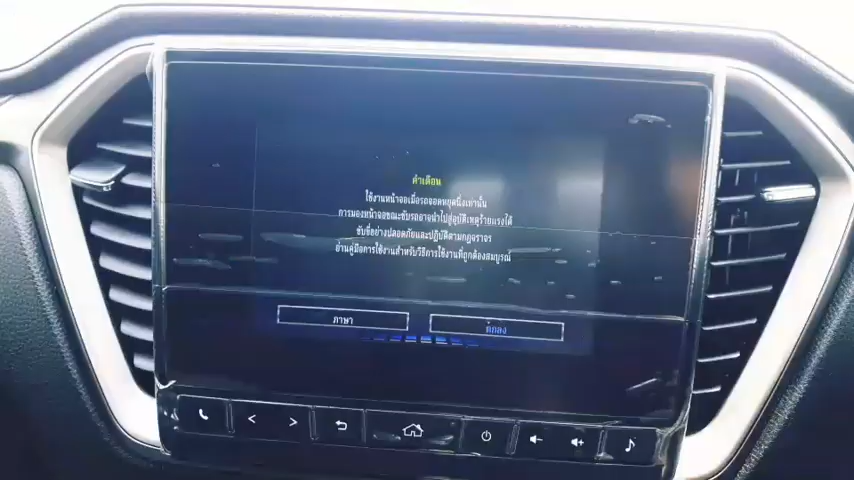 คำเตือน
ใช้งานหน้าจอเมื่อรถจอดหยุดนิ่งเท่านั้น
การมองหน้าจอขณะขับรถอาจนำไปสู่อุบัติเหตุร้ายแรงได้
ขับขี่อย่างปลอดภัยและปฏิบัติตามกฎจราจร
อ่านคู่มือการใช้งานสำหรับวิธีการใช้งานที่ถูกต้องสมบูรณ์
ภาษา
ตกลง